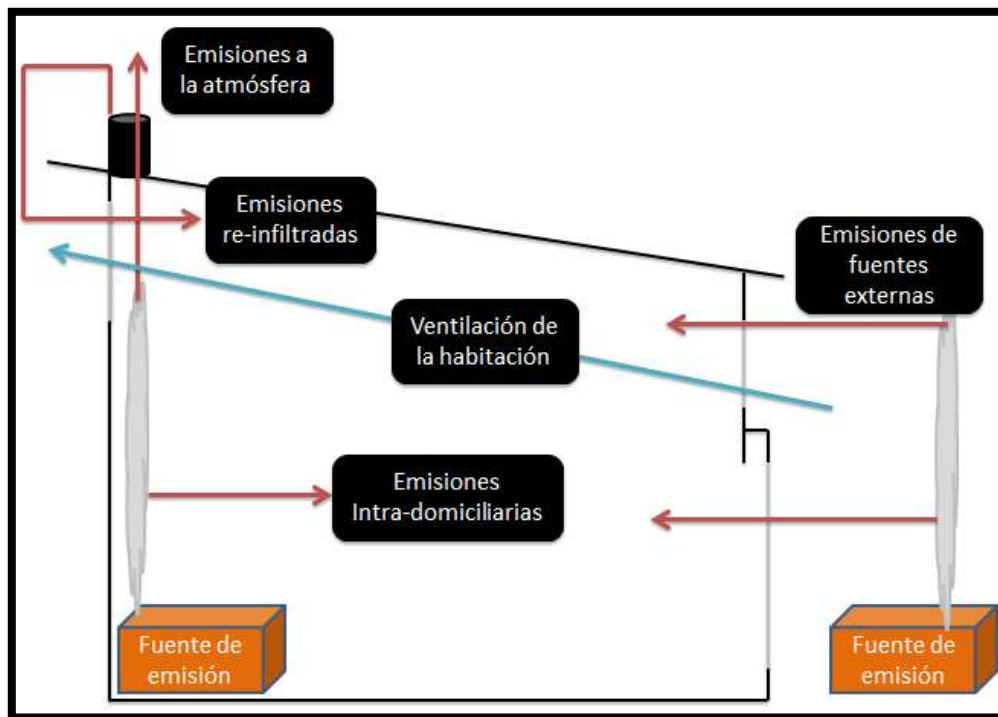 Emisiones a
la atmósfera
Emisiones
re-infiltradas
Emisiones de
fuentes
externas
Ventilación de
la habitación
Emisiones
Intra-domiciliarias
Fuente de
emisión
Fuente de
emisión